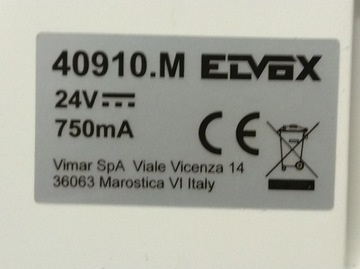 40910.M ELVOX
24V
750mA
CE
Vimar SpA Viale Vicenza 14
36063 Marostica VI Italy